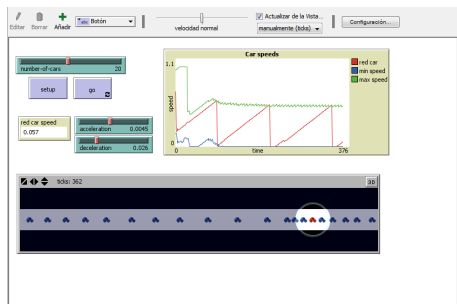 Editar Borrar Añadir
abc Botón
velocidad normal
Actualizar de la Vista...
manualmente (ticks)
Configuración...
number-of-cars 20
setup
go
red car speed
0.057
acceleration 0.0045
deceleration 0.026
Car speeds
1.1
speed
0
0
time
376
red car
min speed
max speed
ticks: 362
3D